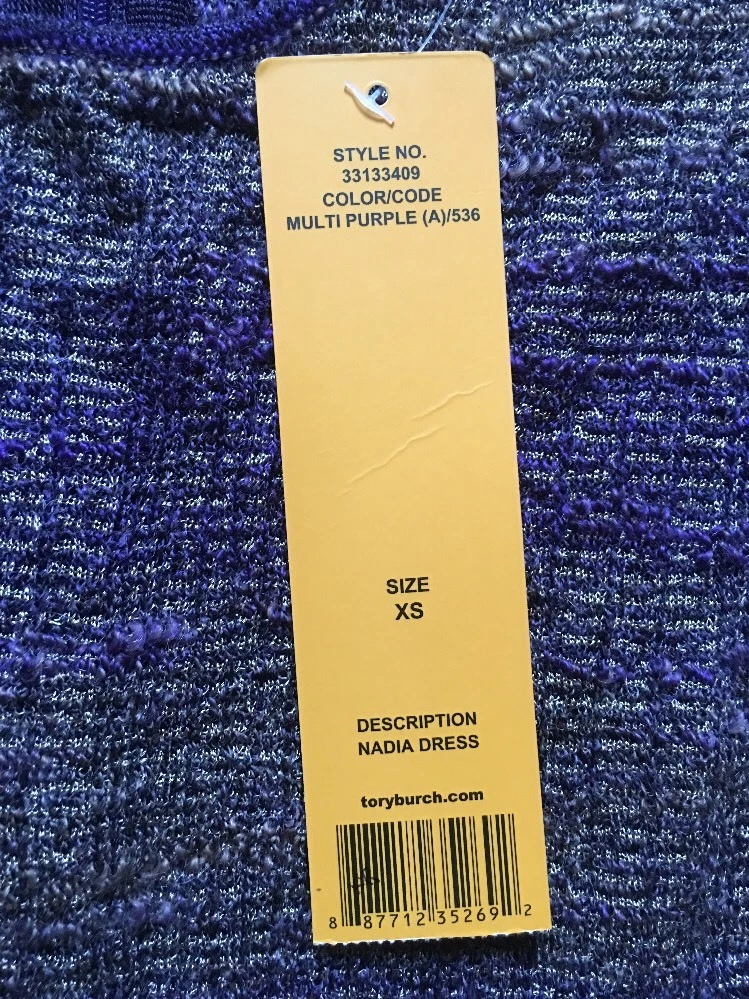 STYLE NO.
33133409
COLOR/CODE
MULTI PURPLE (A)/536
SIZE
XS
DESCRIPTION
NADIA DRESS
toryburch.com
8 87712 35269 2